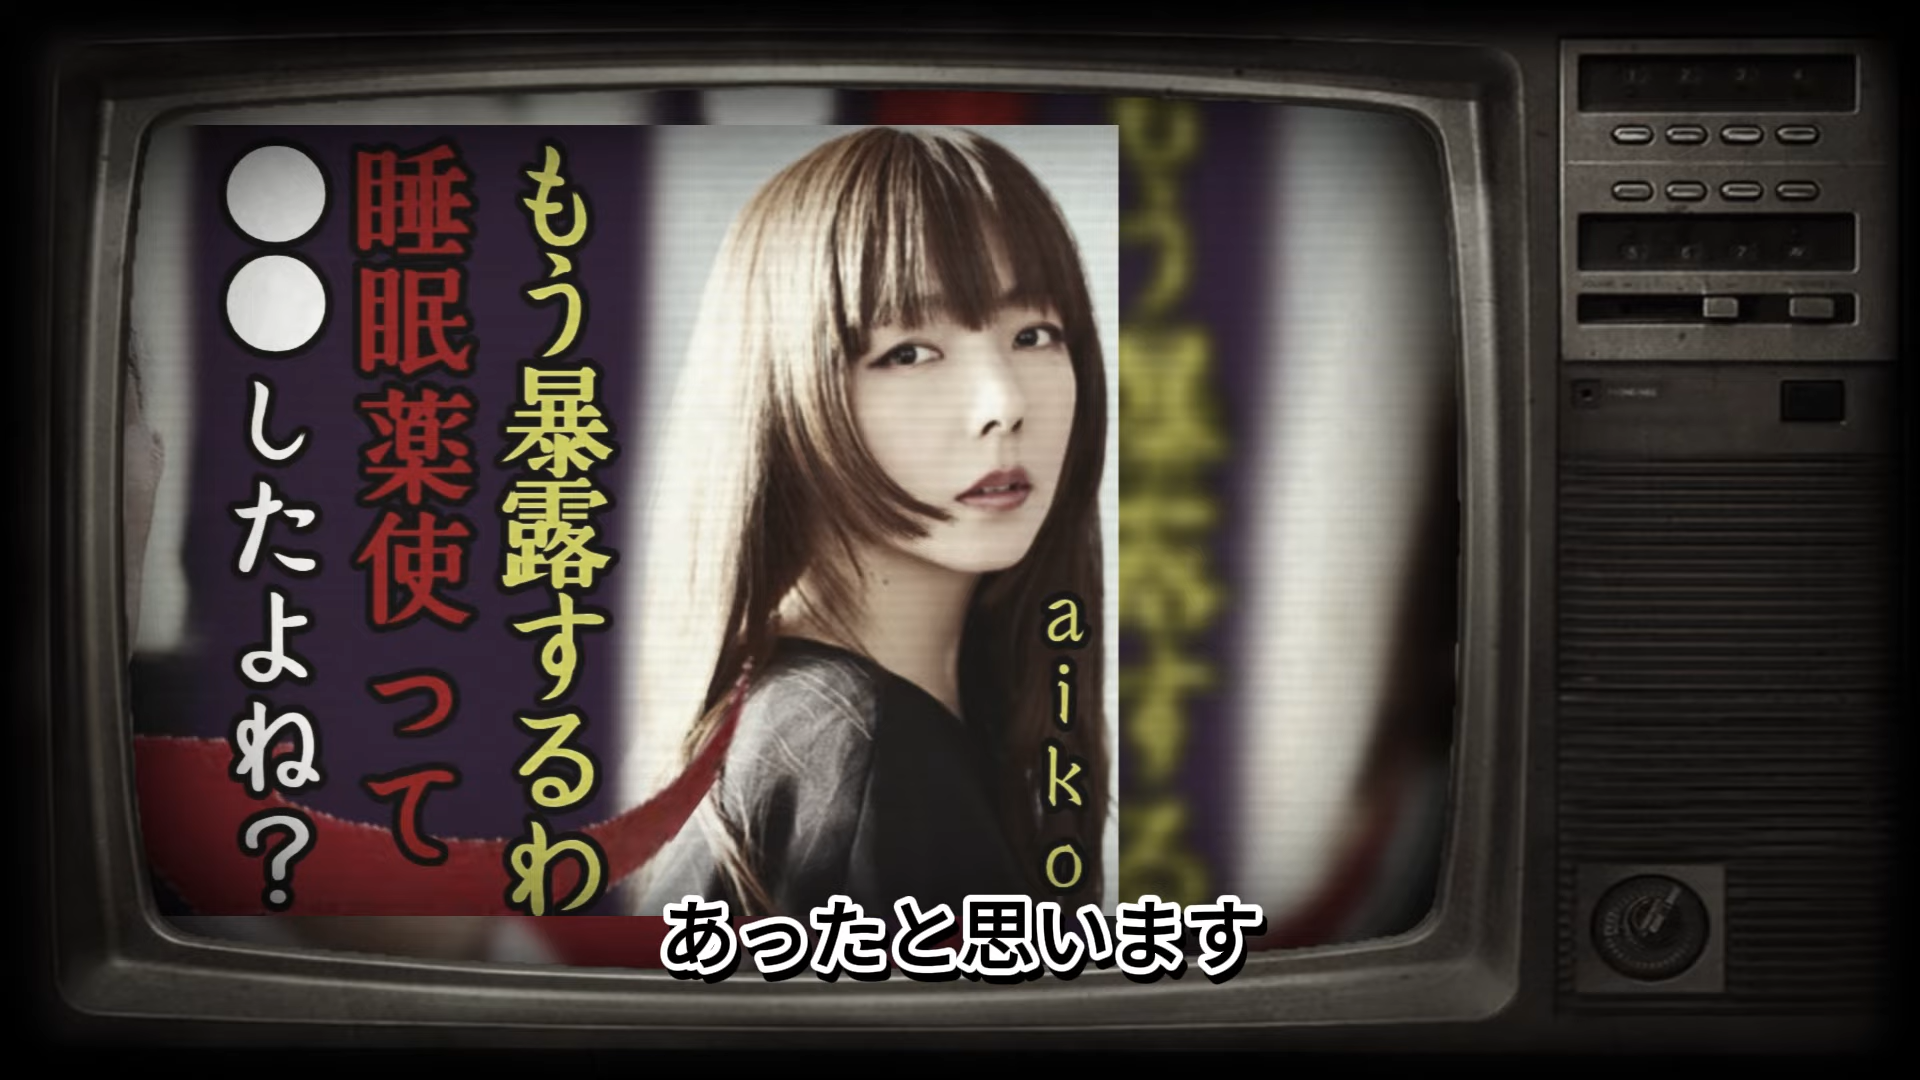 もう暴露するわ
睡眠薬使って
●●したよね?
aiko
あったと思います